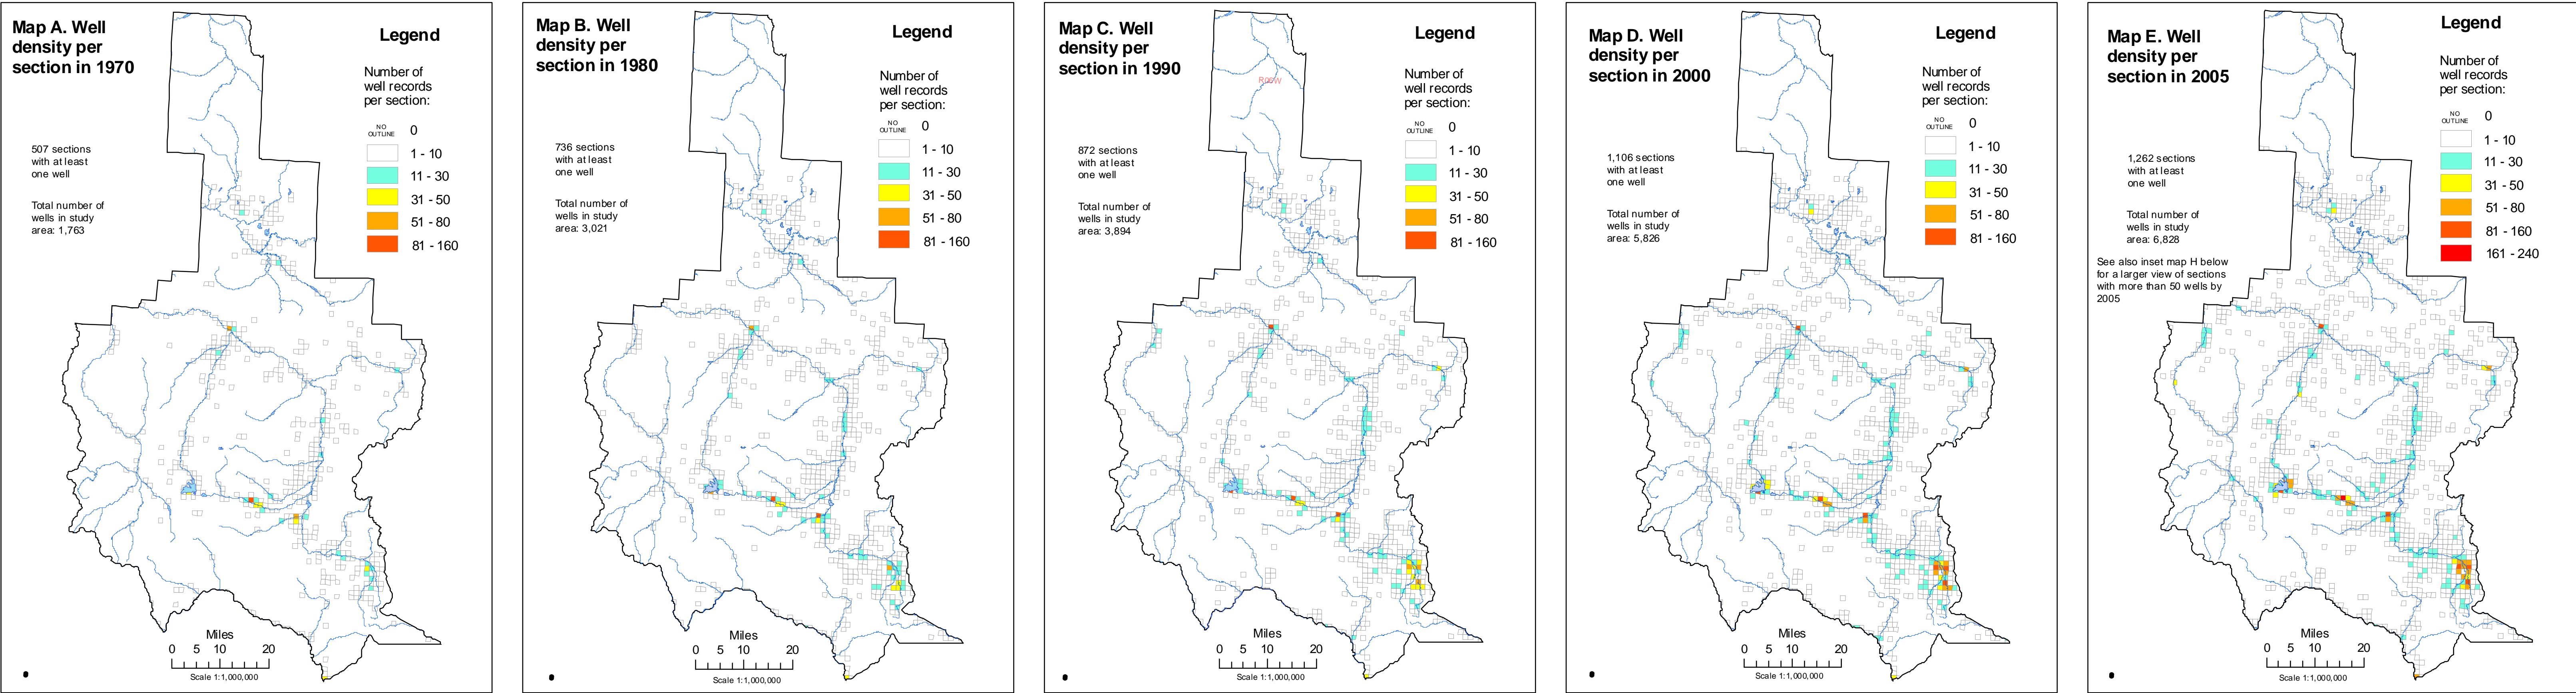 Map A. Well
density per
section in 1970
Legend
Number of
well records
per section:
NO
OUTLINE
0
1 - 10
11 - 30
31 - 50
51 - 80
81 - 160
507 sections
with at least
one well
Total number of
wells in study
area: 1,763
Miles
0 5 10 20
Scale 1:1,000,000
Map B. Well
density per
section in 1980
Legend
Number of
well records
per section:
NO
OUTLINE
0
1 - 10
11 - 30
31 - 50
51 - 80
81 - 160
736 sections
with at least
one well
Total number of
wells in study
area: 3,021
Miles
0 5 10 20
Scale 1:1,000,000
Map C. Well
density per
section in 1990
Legend
Number of
well records
per section:
NO
OUTLINE
0
1 - 10
11 - 30
31 - 50
51 - 80
81 - 160
872 sections
with at least
one well
Total number of
wells in study
area: 3,894
Miles
0 5 10 20
Scale 1:1,000,000
Map D. Well
density per
section in 2000
Legend
Number of
well records
per section:
NO
OUTLINE
0
1 - 10
11 - 30
31 - 50
51 - 80
81 - 160
1,106 sections
with at least
one well
Total number of
wells in study
area: 5,826
Miles
0 5 10 20
Scale 1:1,000,000
Map E. Well
density per
section in 2005
Legend
Number of
well records
per section:
NO
OUTLINE
0
1 - 10
11 - 30
31 - 50
51 - 80
81 - 160
161 - 240
1,262 sections
with at least
one well
Total number of
wells in study
area: 6,828
See also inset map H below
for a larger view of sections
with more than 50 wells by
2005
Miles
0 5 10 20
Scale 1:1,000,000